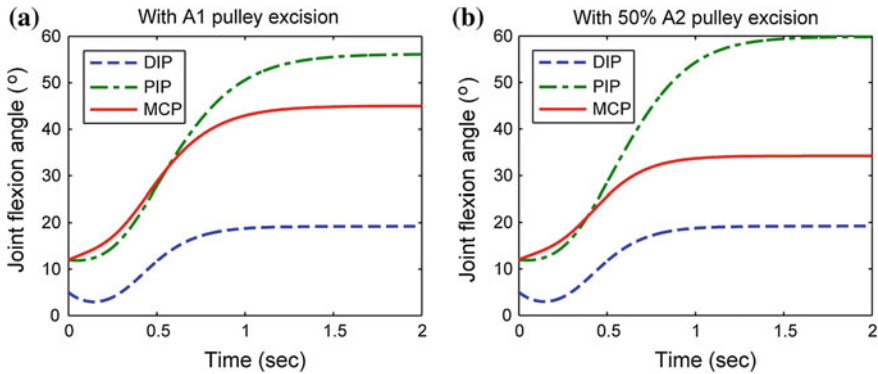 (a)
With A1 pulley excision
60
50
40
30
20
10
0
Joint flexion angle (º)
DIP
PIP
MCP
0
0.5
1
1.5
2
Time (sec)
(b)
With 50% A2 pulley excision
60
50
40
30
20
10
0
Joint flexion angle (º)
DIP
PIP
MCP
0
0.5
1
1.5
2
Time (sec)